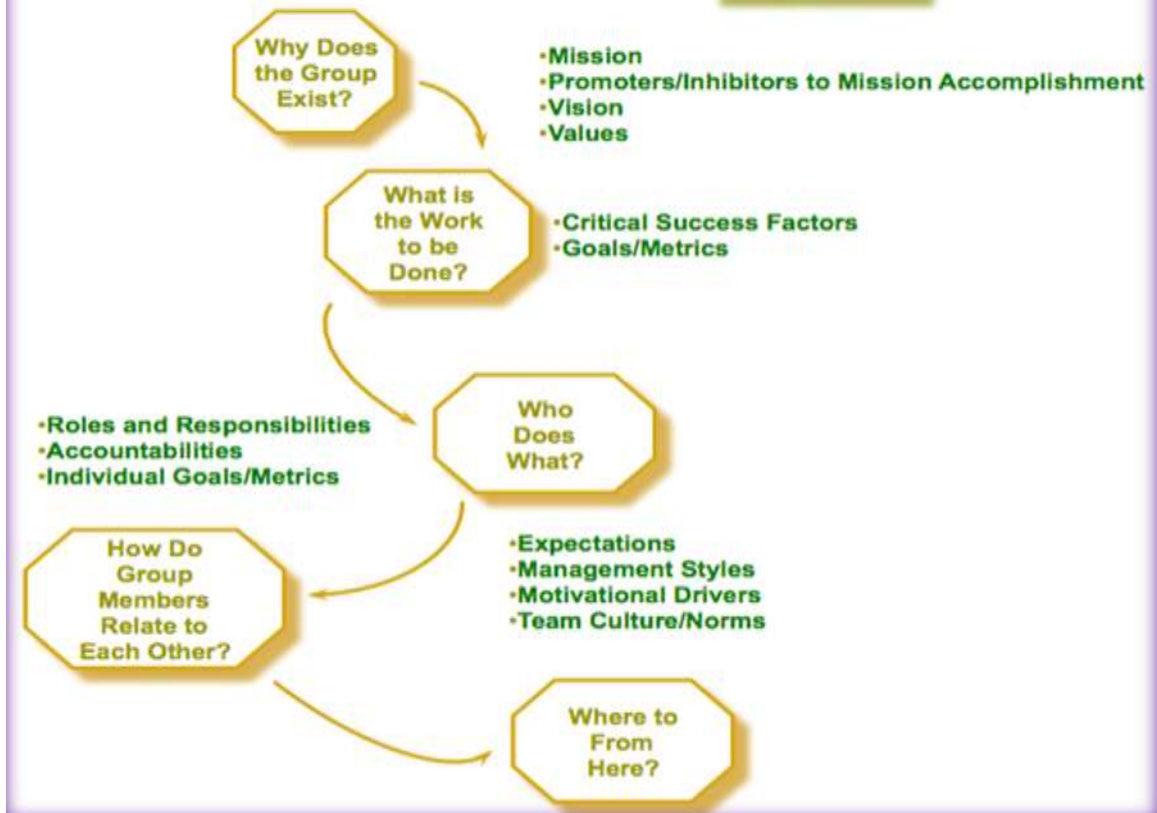 Why Does
the Group
Exist?
•Mission
•Promoters/Inhibitors to Mission Accomplishment
•Vision
•Values
What is
the Work
to be
Done?
•Critical Success Factors
•Goals/Metrics
Who
Does
What?
•Roles and Responsibilities
•Accountabilities
•Individual Goals/Metrics
How Do
Group
Members
Relate to
Each Other?
•Expectations
•Management Styles
•Motivational Drivers
•Team Culture/Norms
Where to
From
Here?